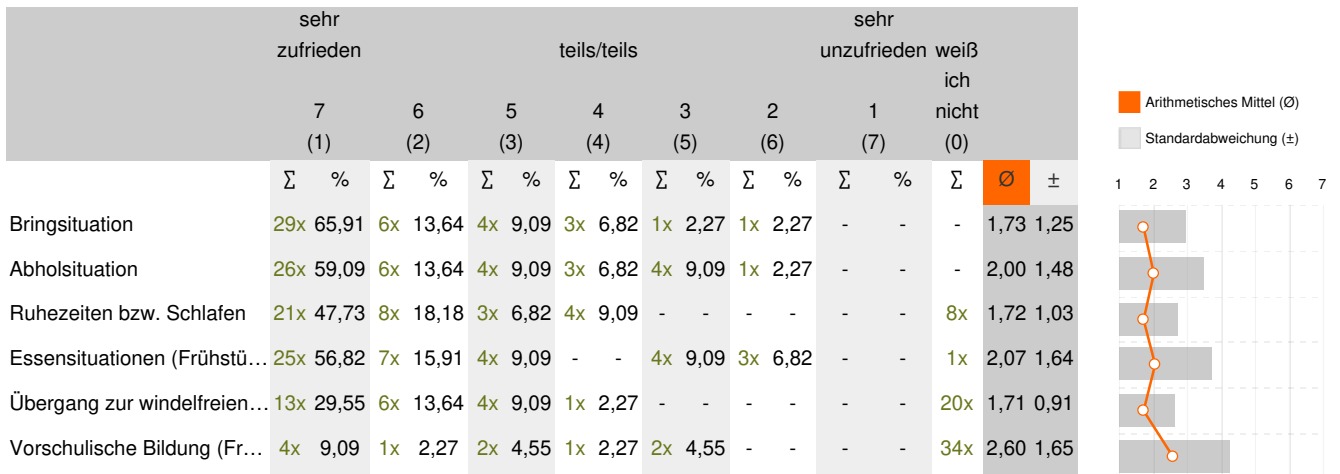 sehr sehr
zufrieden teils/teils unzufrieden weiß
ich
7 6 5 4 3 2 1 nicht
(1) (2) (3) (4) (5) (6) (7) (0)
∑ % ∑ % ∑ % ∑ % ∑ % ∑ % ∑ % ∑ Ø ±
Bringsituation 29x 65,91 6x 13,64 4x 9,09 3x 6,82 1x 2,27 1x 2,27 - - - 1,73 1,25
Abholsituation 26x 59,09 6x 13,64 4x 9,09 3x 6,82 4x 9,09 1x 2,27 - - - 2,00 1,48
Ruhezeiten bzw. Schlafen 21x 47,73 8x 18,18 3x 6,82 4x 9,09 - - - - - - 8x 1,72 1,03
Essensituationen (Frühstü… 25x 56,82 7x 15,91 4x 9,09 - - 4x 9,09 3x 6,82 - - 1x 2,07 1,64
Übergang zur windelfreien… 13x 29,55 6x 13,64 4x 9,09 1x 2,27 - - - - - - 20x 1,71 0,91
Vorschulische Bildung (Fr… 4x 9,09 1x 2,27 2x 4,55 1x 2,27 2x 4,55 - - - - 34x 2,60 1,65
Arithmetisches Mittel (Ø)
Standardabweichung (±)
1 2 3 4 5 6 7